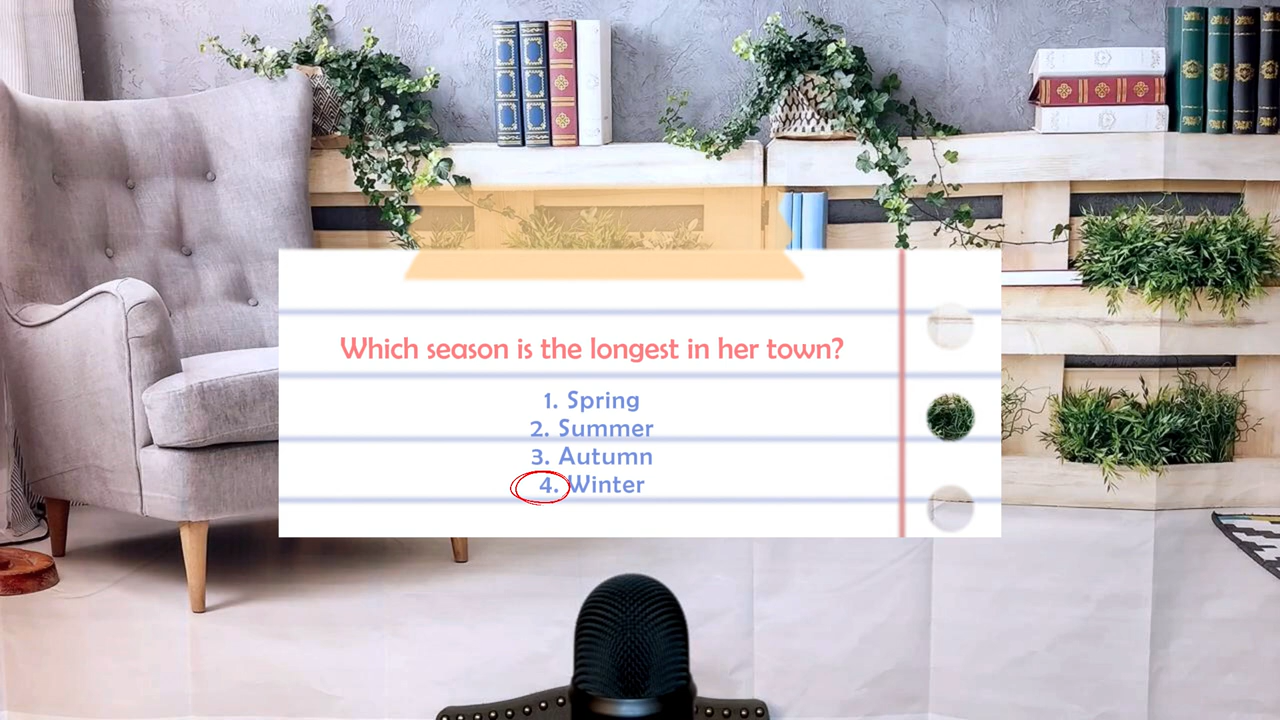 Which season is the longest in her town?
1. Spring
2. Summer
3. Autumn
4. Winter